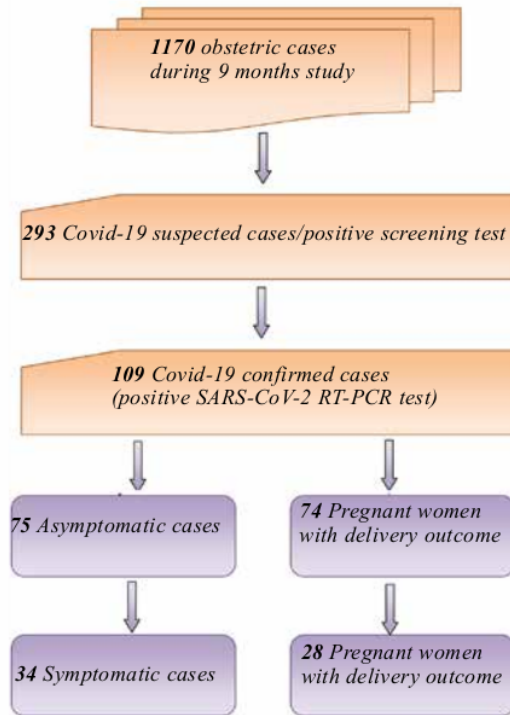 1170 obstetric cases
during 9 months study
293 Covid-19 suspected cases/positive screening test
109 Covid-19 confirmed cases
(positive SARS-CoV-2 RT-PCR test)
75 Asymptomatic cases
74 Pregnant women
with delivery outcome
34 Symptomatic cases
28 Pregnant women
with delivery outcome